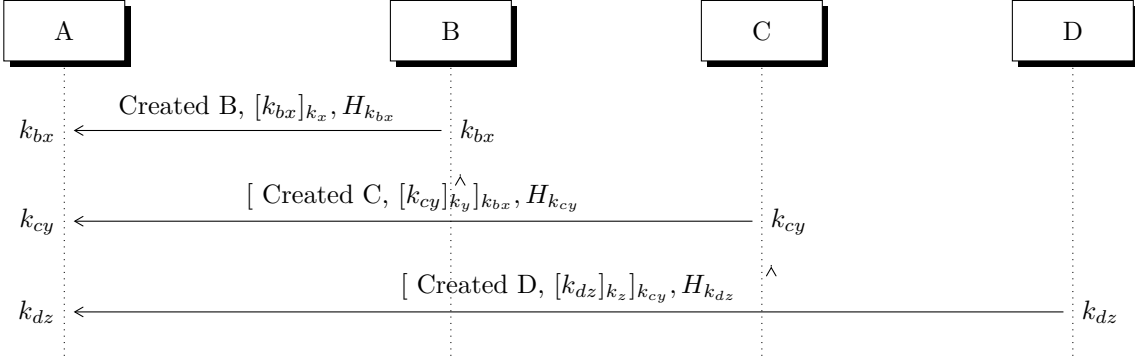 A B C D
Created B, $[k_{bx}]_{k_x}, H_{k_{bx}}$
$k_{bx}$ $k_{bx}$
[ Created C, $[k_{cy}]_{k_y}]_{k_{bx}}, H_{k_{cy}}$
$k_{cy}$ $k_{cy}$
[ Created D, $[k_{dz}]_{k_z}]_{k_{cy}}, H_{k_{dz}}$
$k_{dz}$ $k_{dz}$